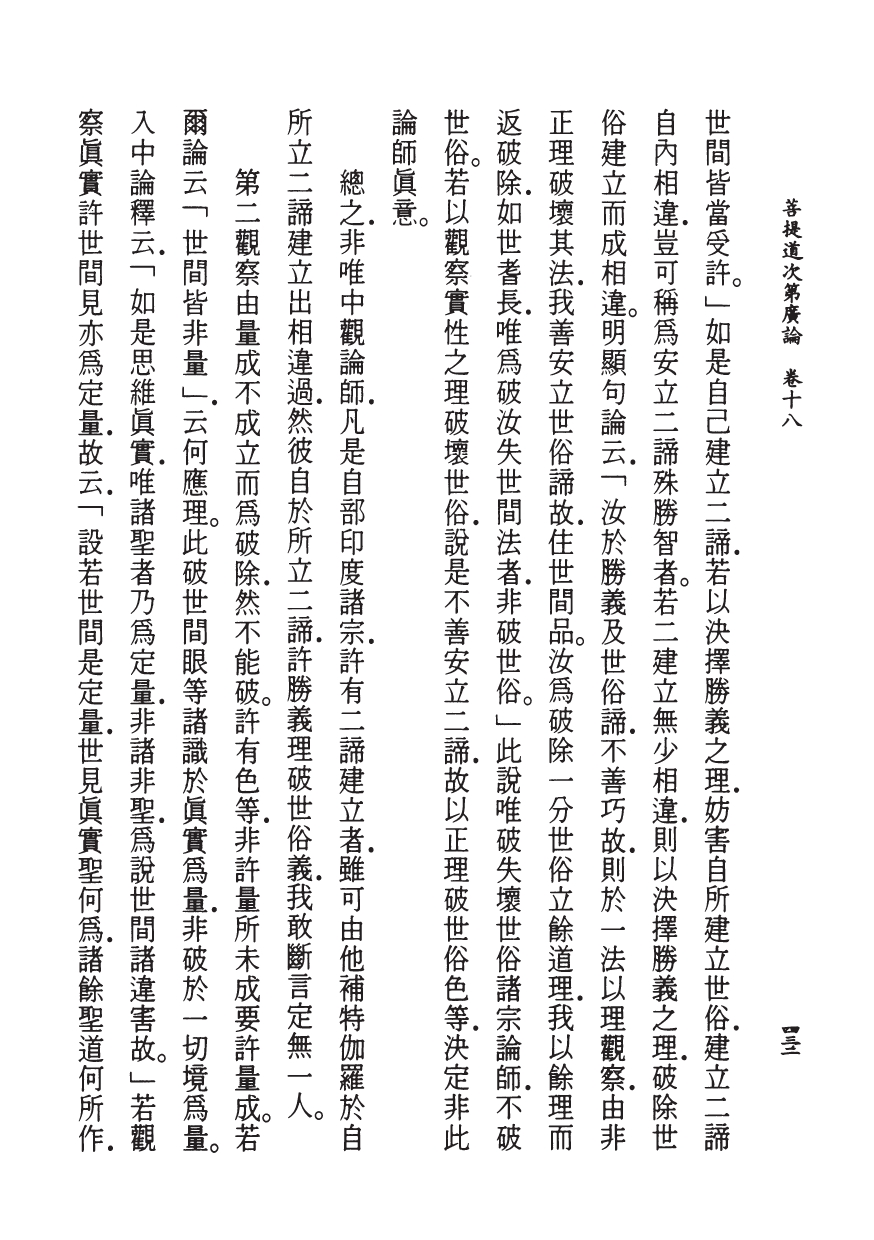 菩提道次第廣論　卷十八
四三二
世間皆當受許。」如是自己建立二諦．若以決擇勝義之理．妨害自所建立世俗．建立二諦
自內相違．豈可稱為安立二諦殊勝智者。若二建立無少相違．則以決擇勝義之理．破除世
俗建立而成相違。明顯句論云．「汝於勝義及世俗諦．不善巧故．則於一法以理觀察．由非
正理破壞其法．我善安立世俗諦故．住世間品。汝為破除一分世俗立餘道理．我以餘理而
返破除．如世耆長．唯為破汝失世間法者．非破世俗。」此說唯破失壞世俗諸宗論師．不破
世俗。若以觀察實性之理破壞世俗．說是不善安立二諦．故以正理破世俗色等．決定非此
論師眞意。
總之．非唯中觀論師．凡是自部印度諸宗．許有二諦建立者．雖可由他補特伽羅於自
所立二諦建立出相違過．然彼自於所立二諦．許勝義理破世俗義．我敢斷言定無一人。
第二觀察由量成不成立而爲破除．然不能破。許有色等．非許量所未成要許量成。若
爾論云「世間皆非量」．云何應理。此破世間眼等諸識於眞實爲量．非破於一切境爲量。
入中論釋云．「如是思維眞實．唯諸聖者乃爲定量．非諸非聖．爲說世間諸違害故。」若觀
察眞實許世間見亦爲定量．故云．「設若世間是定量．世見眞實聖何爲．諸餘聖道何所作．